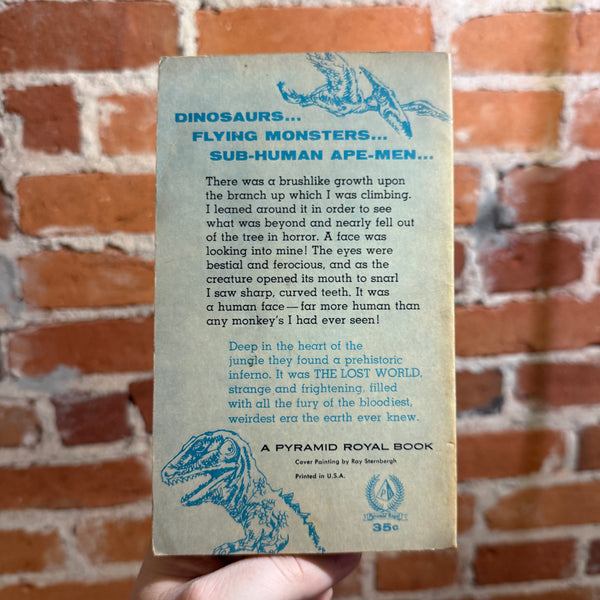 DINOSAURS...
FLYING MONSTERS...
SUB-HUMAN APE-MEN...
There was a brushlike growth upon
the branch up which I was climbing.
I leaned around it in order to see
what was beyond and nearly fell out
of the tree in horror. A face was
looking into mine! The eyes were
bestial and ferocious, and as the
creature opened its mouth to snarl
I saw sharp, curved teeth. It was
a human face — far more human than
any monkey's I had ever seen!
Deep in the heart of the
jungle they found a prehistoric
inferno. It was THE LOST WORLD,
strange and frightening, filled
with all the fury of the bloodiest,
weirdest era the earth ever knew.
A PYRAMID ROYAL BOOK
Cover Painting by Ray Sternbergh
Printed in U.S.A.
Pyramid Royal
35c